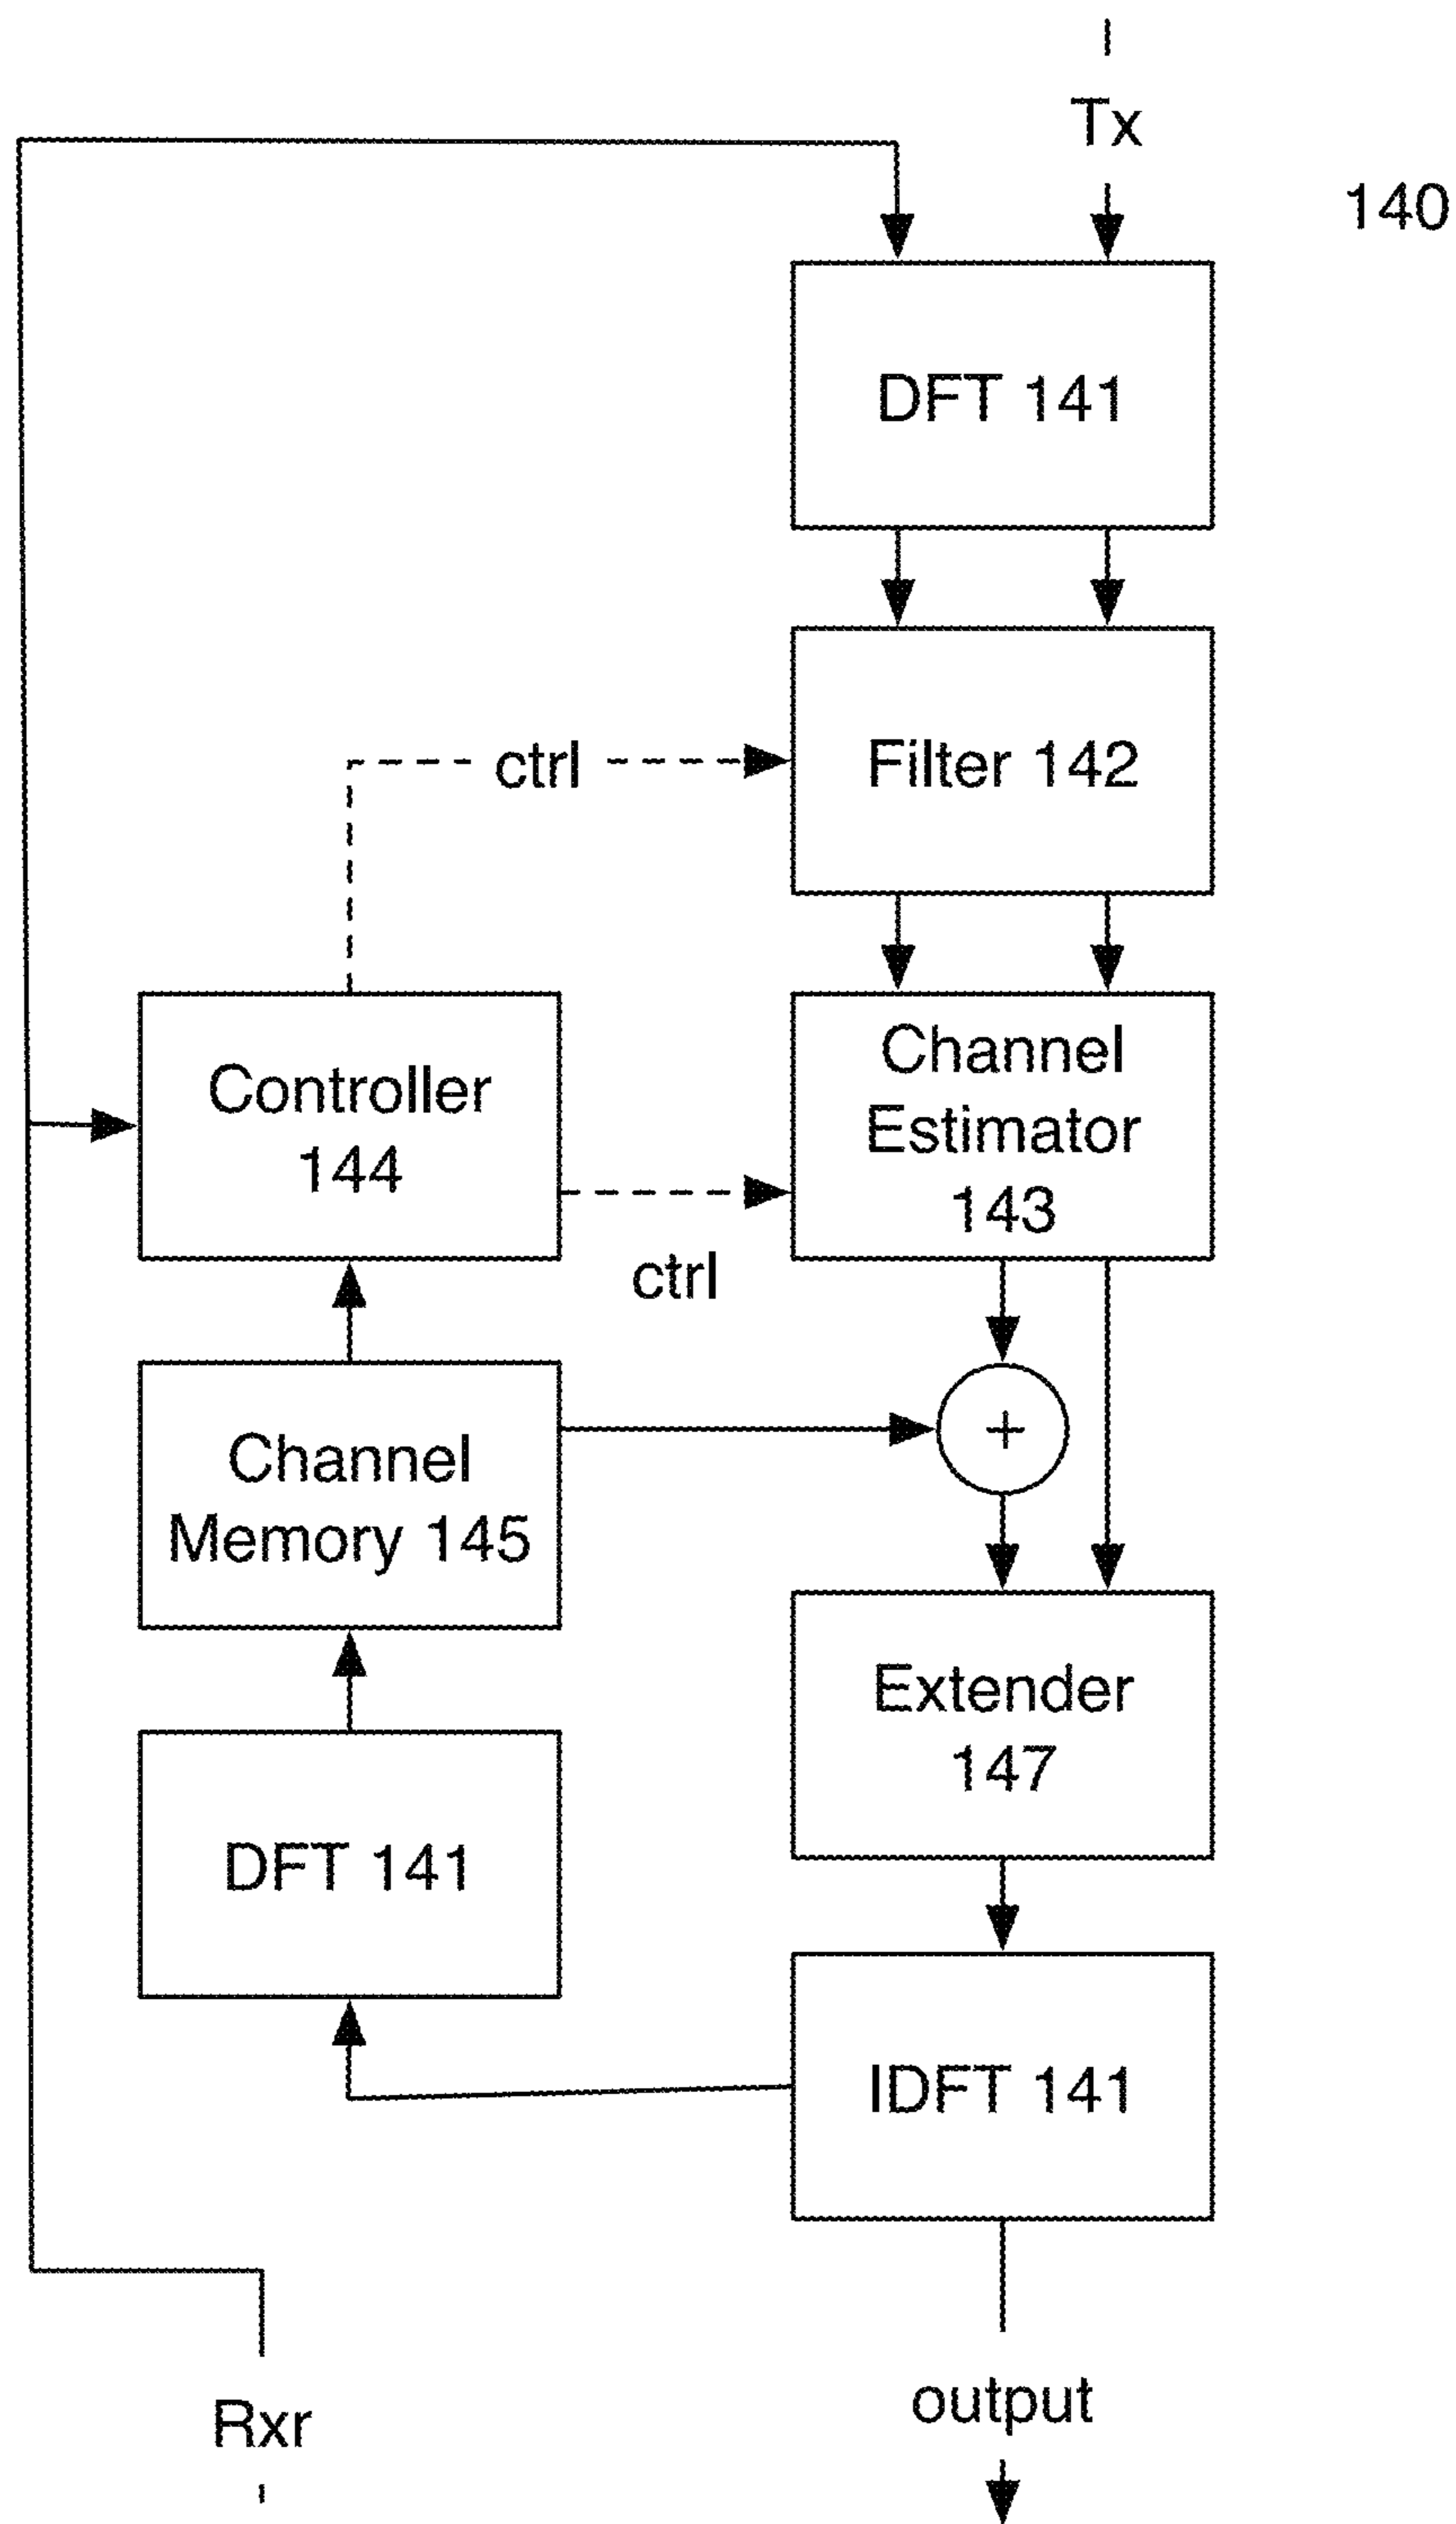 Tx
140
DFT 141
ctrl
Filter 142
Controller
144
Channel
Estimator
143
ctrl
Channel
Memory 145
+
Extender
147
DFT 141
IDFT 141
Rxr
output